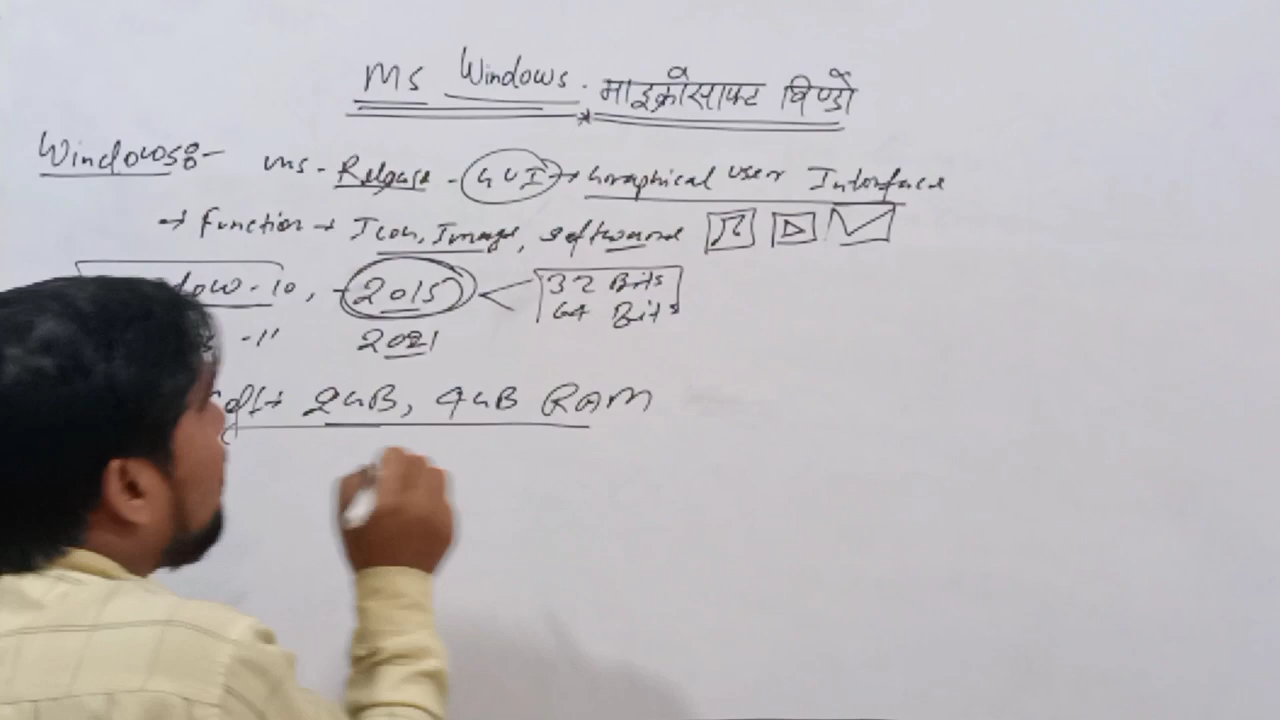 MS Windows. माइक्रोसॉफ्ट विण्डो
Windows:- MS - Release - GUI → Graphical user Interface
→ Function → Icon, Image, software
dow-10, - 2015 < 32 Bits
64 Bits
-11 2021
2GB, 4GB RAM